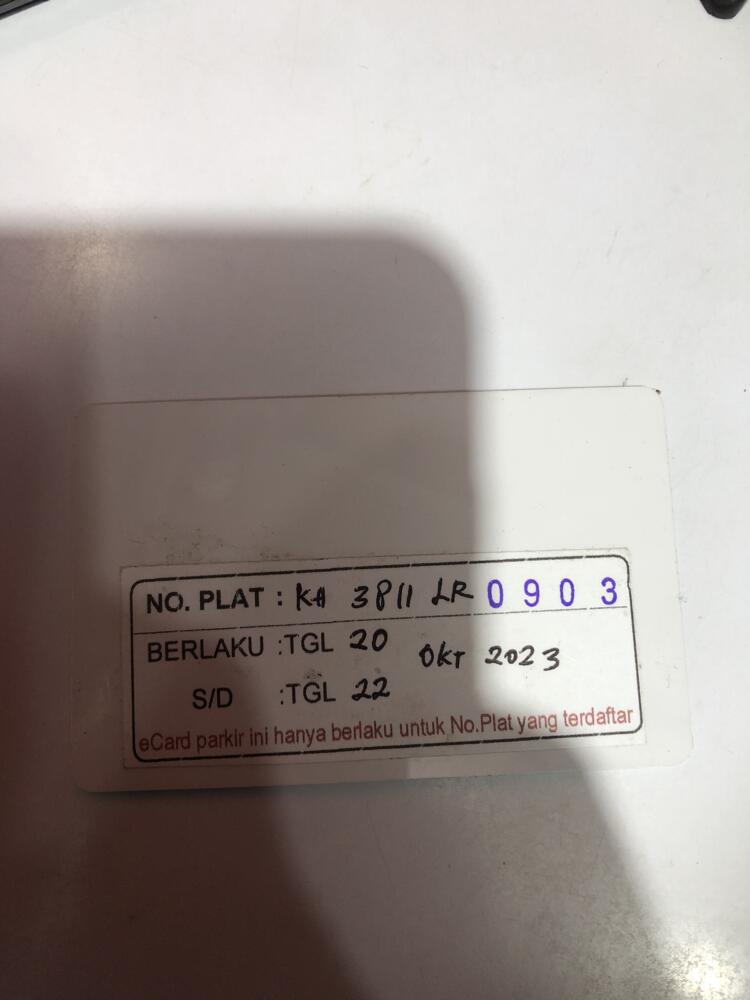 NO. PLAT : KH 3811 LR 0903
BERLAKU :TGL 20 OKT 2023
S/D :TGL 22
eCard parkir ini hanya berlaku untuk No.Plat yang terdaftar